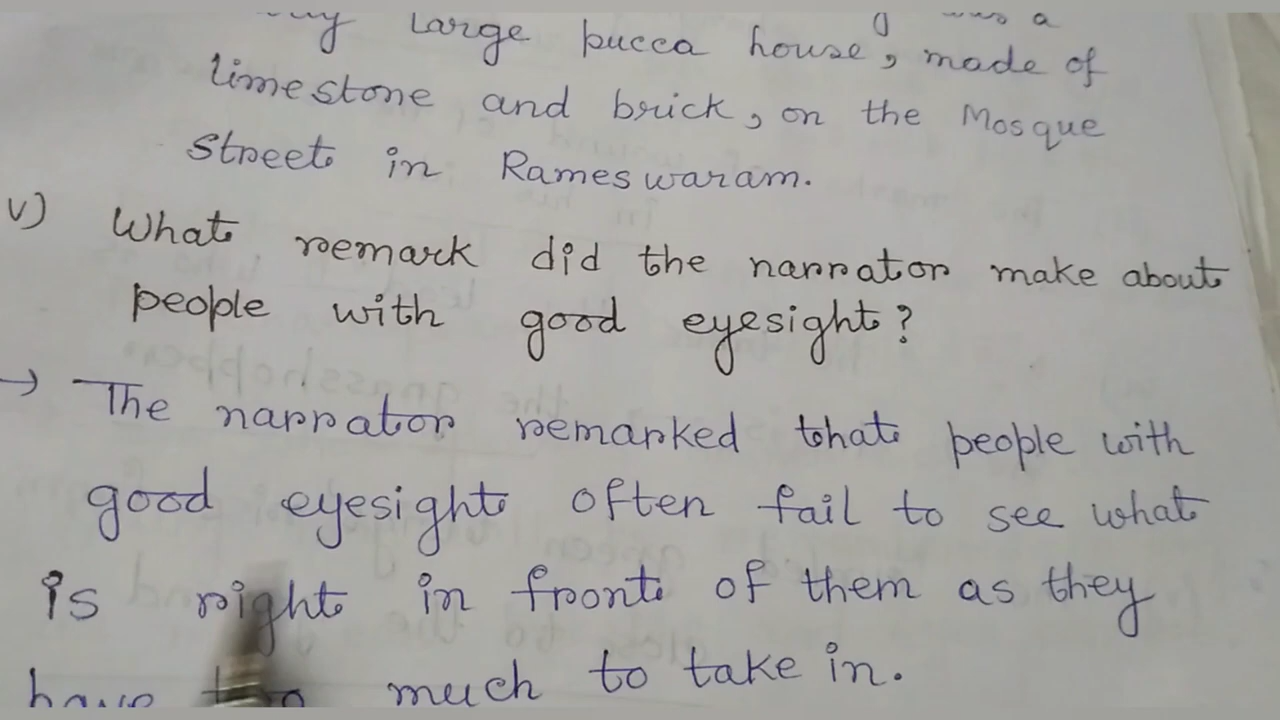 Large pucca house, made of
limestone and brick, on the Mosque
Street in Rameswaram.
v) What remark did the narrator make about
people with good eyesight?
→ The narrator remarked that people with
good eyesight often fail to see what
is right in front of them as they
have too much to take in.